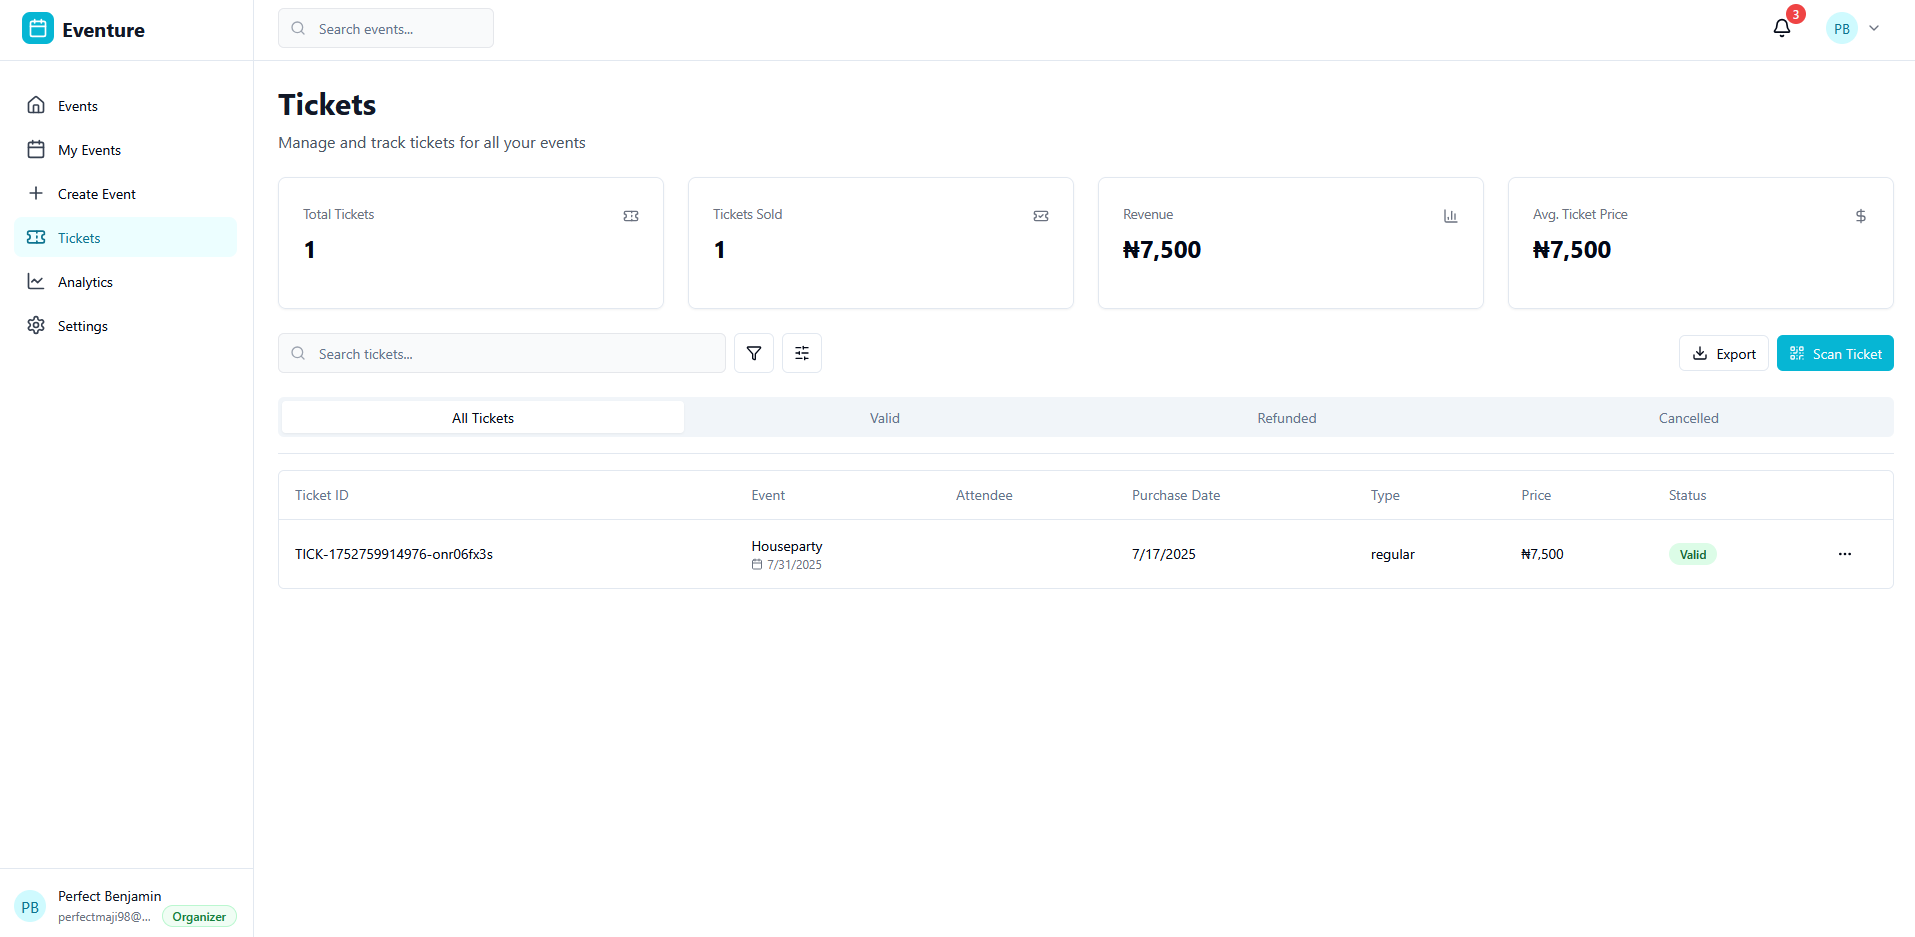 Eventure
Search events...
3
PB
Events
My Events
Create Event
Tickets
Analytics
Settings
Tickets
Manage and track tickets for all your events
Total Tickets
1
Tickets Sold
1
Revenue
₦7,500
Avg. Ticket Price
₦7,500
Search tickets...
Export
Scan Ticket
All Tickets Valid Refunded Cancelled
Ticket ID Event Attendee Purchase Date Type Price Status
TICK-1752759914976-onr06fx3s Houseparty 7/17/2025 regular ₦7,500 Valid ...
7/31/2025
PB
Perfect Benjamin
perfectmaji98@...
Organizer